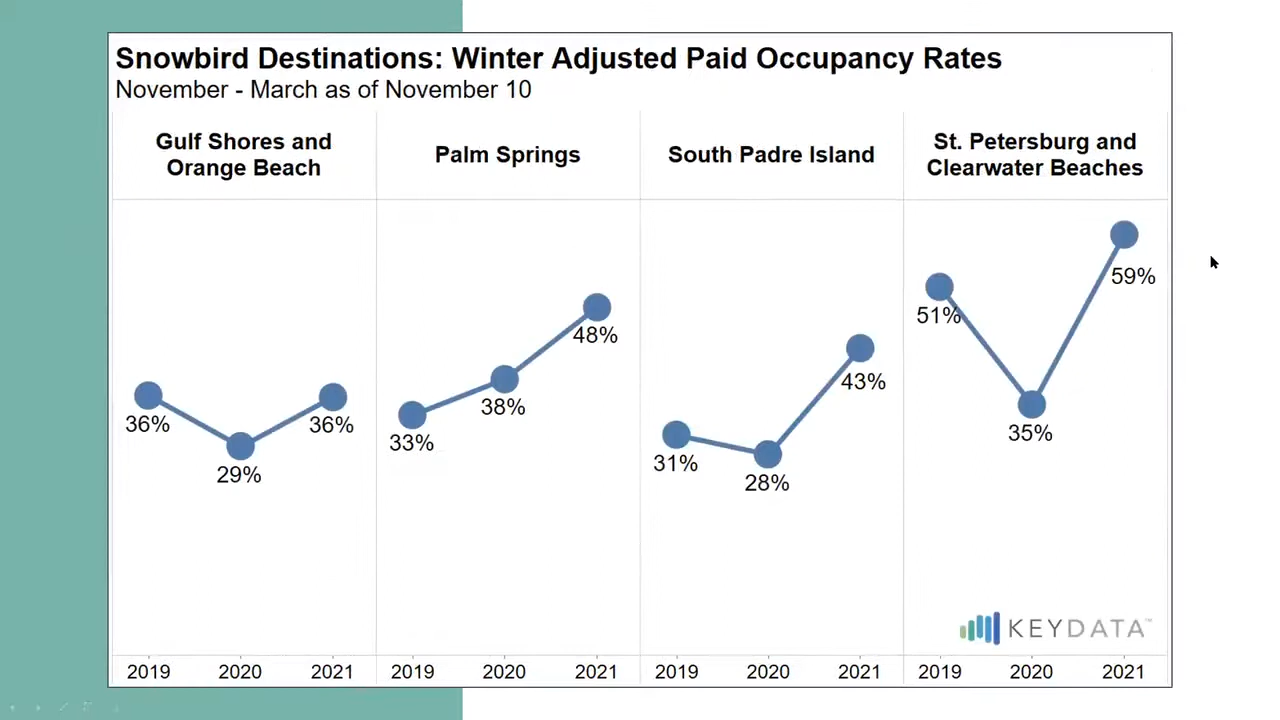 Snowbird Destinations: Winter Adjusted Paid Occupancy Rates
November - March as of November 10
Gulf Shores and
Orange Beach
Palm Springs
South Padre Island
St. Petersburg and
Clearwater Beaches
36%
29%
36%
33%
38%
48%
31%
28%
43%
51%
35%
59%
KEYDATA™
2019 2020 2021 2019 2020 2021 2019 2020 2021 2019 2020 2021